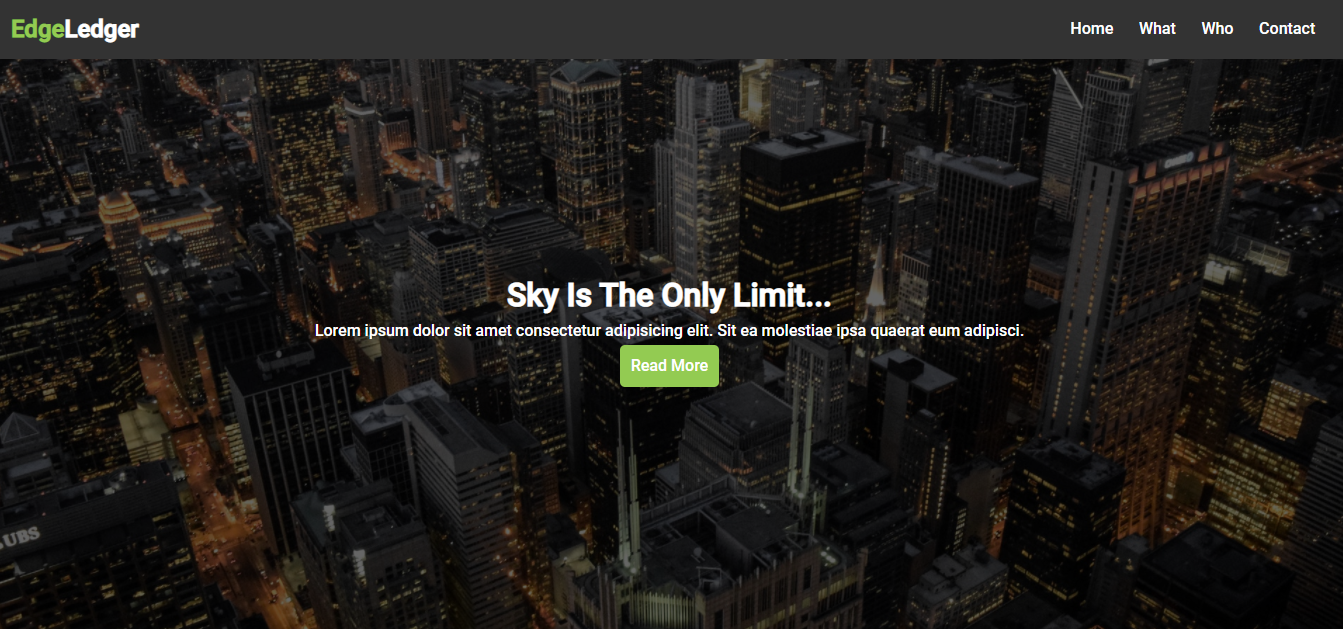 EdgeLedger
Home What Who Contact
Sky Is The Only Limit...
Lorem ipsum dolor sit amet consectetur adipisicing elit. Sit ea molestiae ipsa quaerat eum adipisci.
Read More
UBS